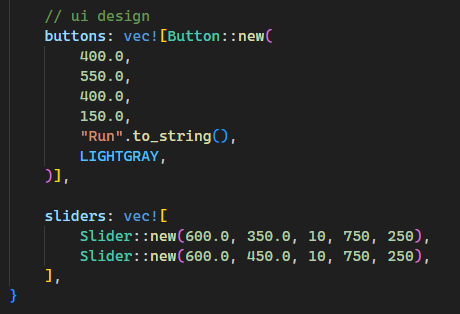 // ui design
buttons: vec![Button::new(
400.0,
550.0,
400.0,
150.0,
"Run".to_string(),
LIGHTGRAY,
)],
sliders: vec![
Slider::new(600.0, 350.0, 10, 750, 250),
Slider::new(600.0, 450.0, 10, 750, 250),
],
}